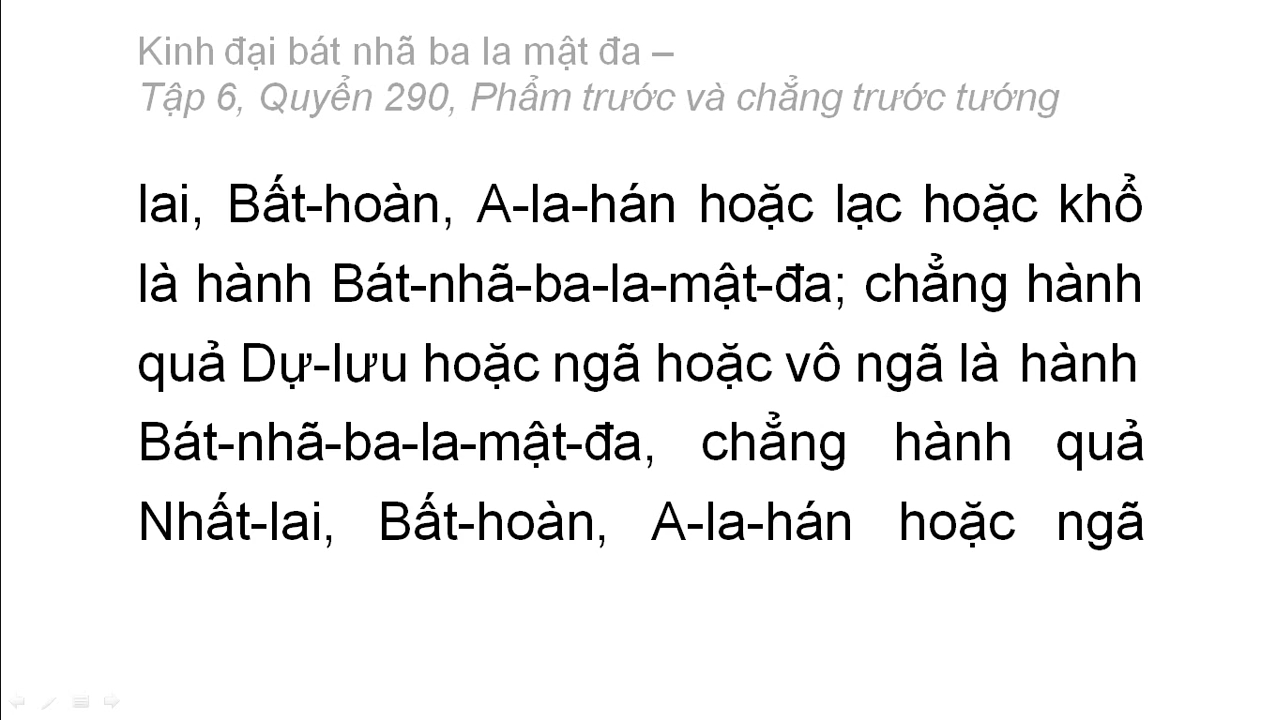 Kinh đại bát nhã ba la mật đa –
Tập 6, Quyển 290, Phẩm trước và chẳng trước tướng
lai, Bất-hoàn, A-la-hán hoặc lạc hoặc khổ
là hành Bát-nhã-ba-la-mật-đa; chẳng hành
quả Dự-lưu hoặc ngã hoặc vô ngã là hành
Bát-nhã-ba-la-mật-đa, chẳng hành quả
Nhất-lai, Bất-hoàn, A-la-hán hoặc ngã